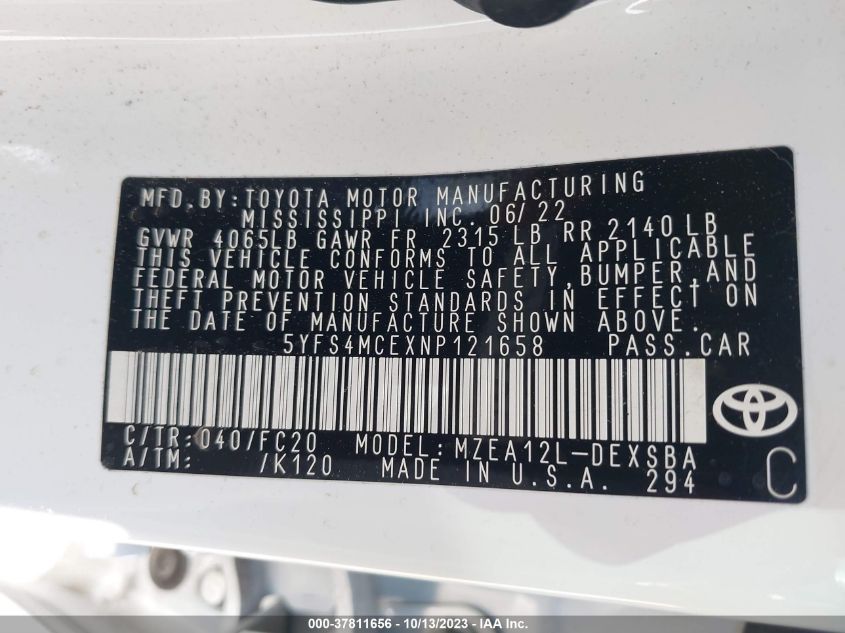 MFD. BY: TOYOTA MOTOR MANUFACTURING
MISSISSIPPI INC. 06/22
GVWR 4065LB GAWR FR 2315 LB RR 2140 LB
THIS VEHICLE CONFORMS TO ALL APPLICABLE
FEDERAL MOTOR VEHICLE SAFETY, BUMPER, AND
THEFT PREVENTION STANDARDS IN EFFECT ON
THE DATE OF MANUFACTURE SHOWN ABOVE.
5YFS4MCEXNP121658 PASS.CAR
C/TR: 040/FC20 MODEL: MZEA12L-DEXSBA
A/TM: /K120 MADE IN U.S.A. 294
C
000-37811656 | 10/13/2023 | © IAA Inc.